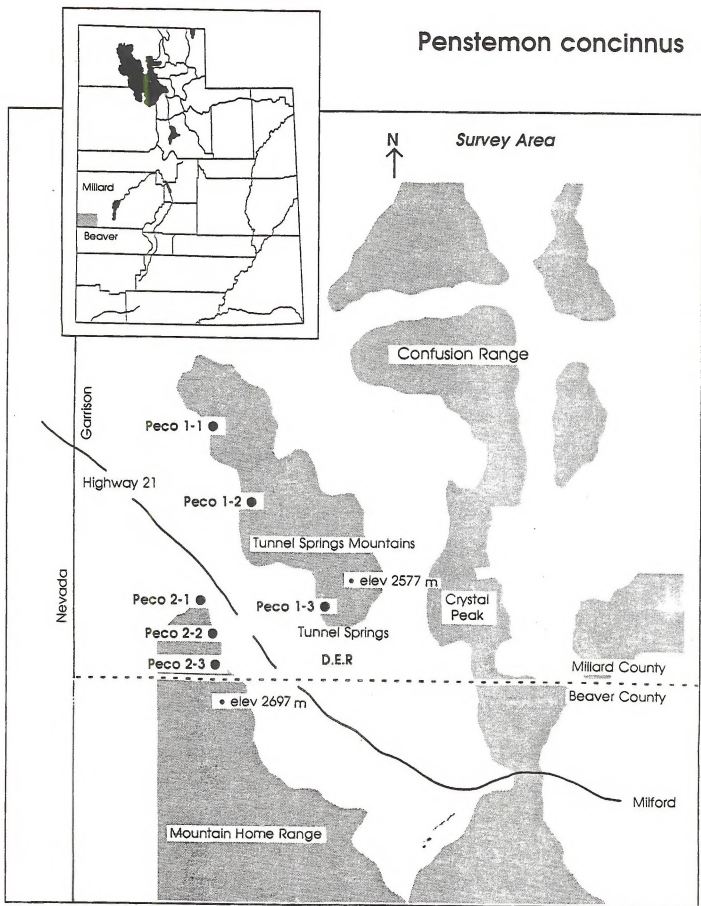 Penstemon concinnus
Millard
Beaver
N
Survey Area
Confusion Range
Garrison
Peco 1-1
Highway 21
Peco 1-2
Tunnel Springs Mountains
elev 2577 m
Nevada
Peco 2-1
Peco 1-3
Crystal
Peak
Peco 2-2
Tunnel Springs
Peco 2-3
D.E.R
Millard County
Beaver County
elev 2697 m
Milford
Mountain Home Range